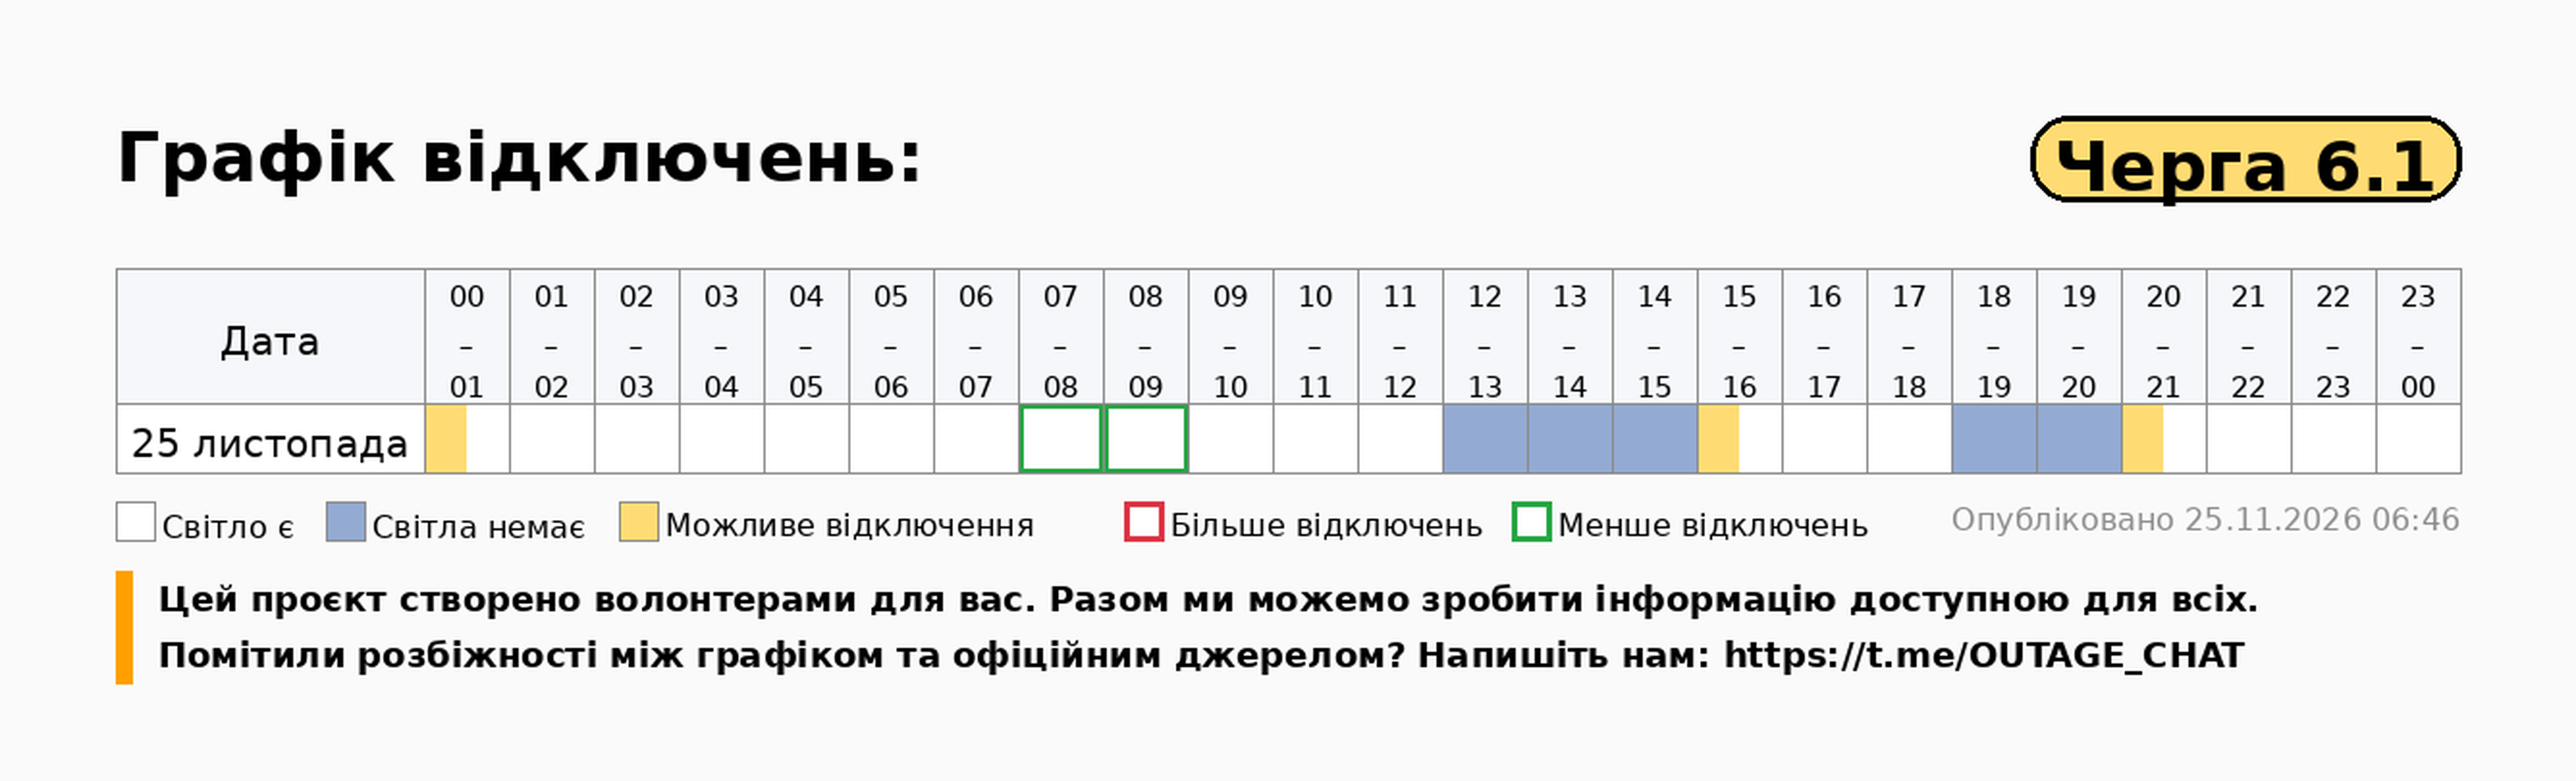 Графік відключень:
Черга 6.1
Дата
00 – 01
01 – 02
02 – 03
03 – 04
04 – 05
05 – 06
06 – 07
07 – 08
08 – 09
09 – 10
10 – 11
11 – 12
12 – 13
13 – 14
14 – 15
15 – 16
16 – 17
17 – 18
18 – 19
19 – 20
20 – 21
21 – 22
22 – 23
23 – 00
25 листопада
Світло є
Світла немає
Можливе відключення
Більше відключень
Менше відключень
Опубліковано 25.11.2026 06:46
Цей проєкт створено волонтерами для вас. Разом ми можемо зробити інформацію доступною для всіх.
Помітили розбіжності між графіком та офіційним джерелом? Напишіть нам: https://t.me/OUTAGE_CHAT